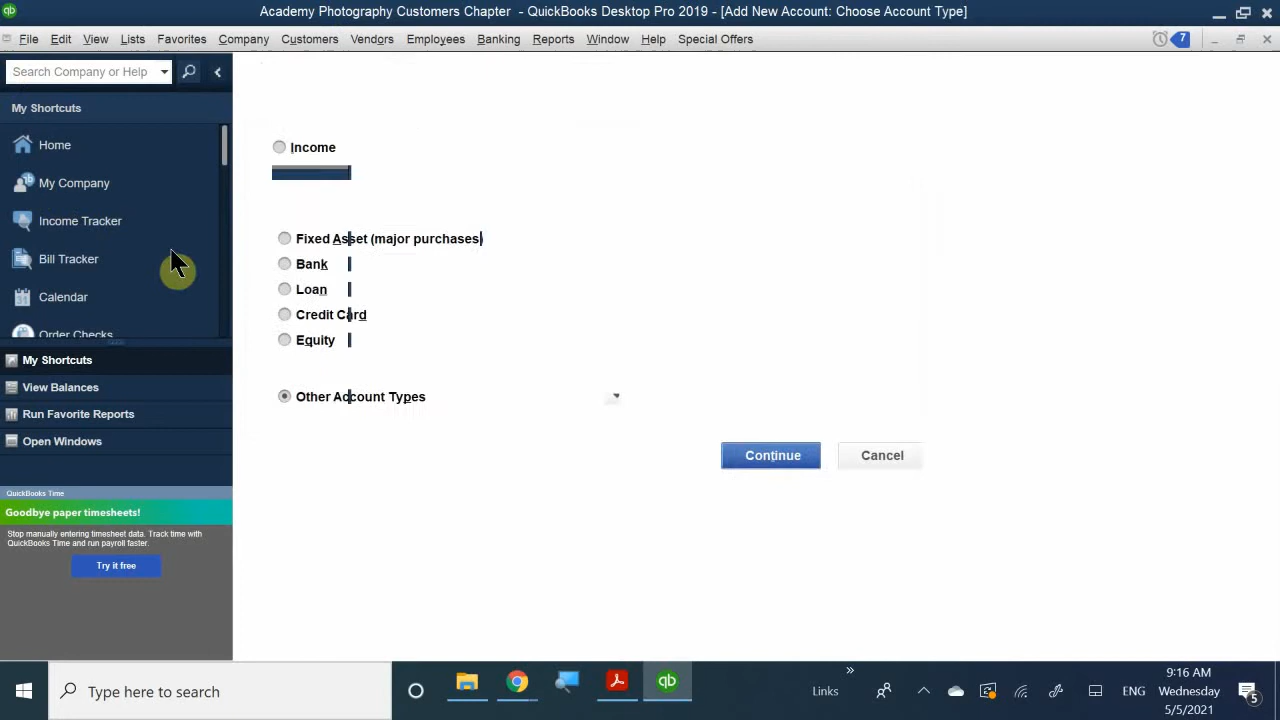 Academy Photography Customers Chapter - QuickBooks Desktop Pro 2019 - [Add New Account: Choose Account Type]
File Edit View Lists Favorites Company Customers Vendors Employees Banking Reports Window Help Special Offers 7
Search Company or Help
My Shortcuts
Home
My Company
Income Tracker
Bill Tracker
Calendar
Order Checks
My Shortcuts
View Balances
Run Favorite Reports
Open Windows
QuickBooks Time
Goodbye paper timesheets!
Stop manually entering timesheet data. Track time with
QuickBooks Time and run payroll faster.
Try it free
Income
Fixed Asset (major purchases)
Bank
Loan
Credit Card
Equity
Other Account Types
Continue Cancel
Type here to search
Links
ENG
9:16 AM
Wednesday
5/5/2021
5